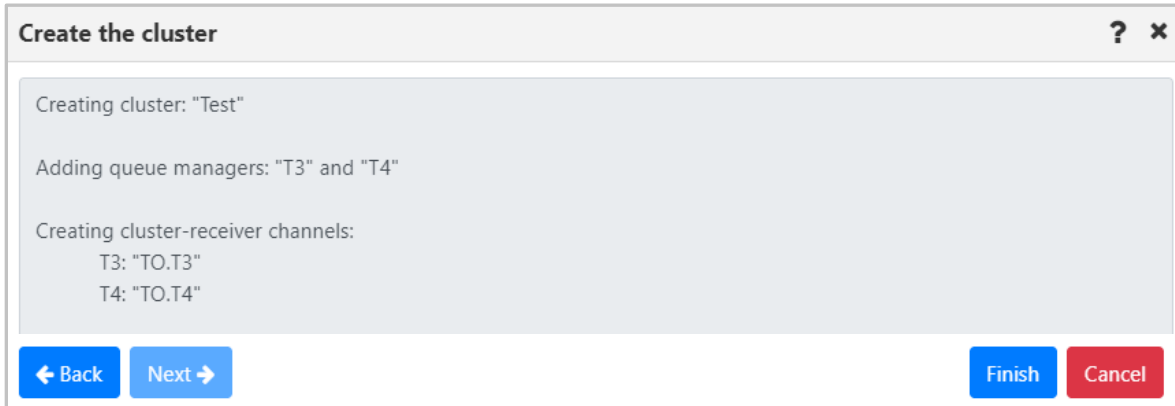 Create the cluster ? ×
Creating cluster: "Test"
Adding queue managers: "T3" and "T4"
Creating cluster-receiver channels:
T3: "TO.T3"
T4: "TO.T4"
Back Next Finish Cancel